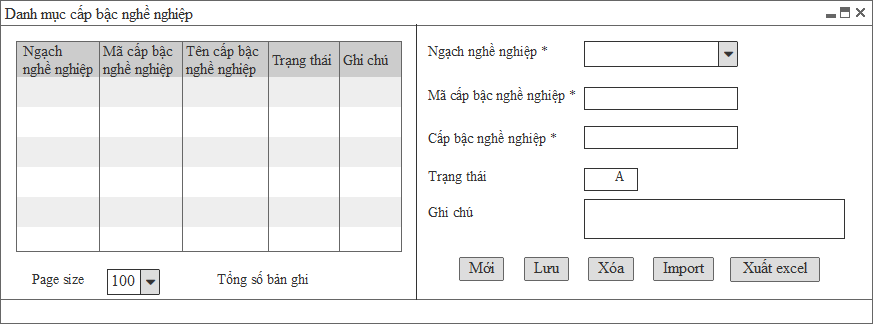 Danh mục cấp bậc nghề nghiệp
Ngạch nghề nghiệp
Mã cấp bậc nghề nghiệp
Tên cấp bậc nghề nghiệp
Trạng thái
Ghi chú
Page size
100
Tổng số bản ghi
Ngạch nghề nghiệp *
Mã cấp bậc nghề nghiệp *
Cấp bậc nghề nghiệp *
Trạng thái
A
Ghi chú
Mới
Lưu
Xóa
Import
Xuất excel